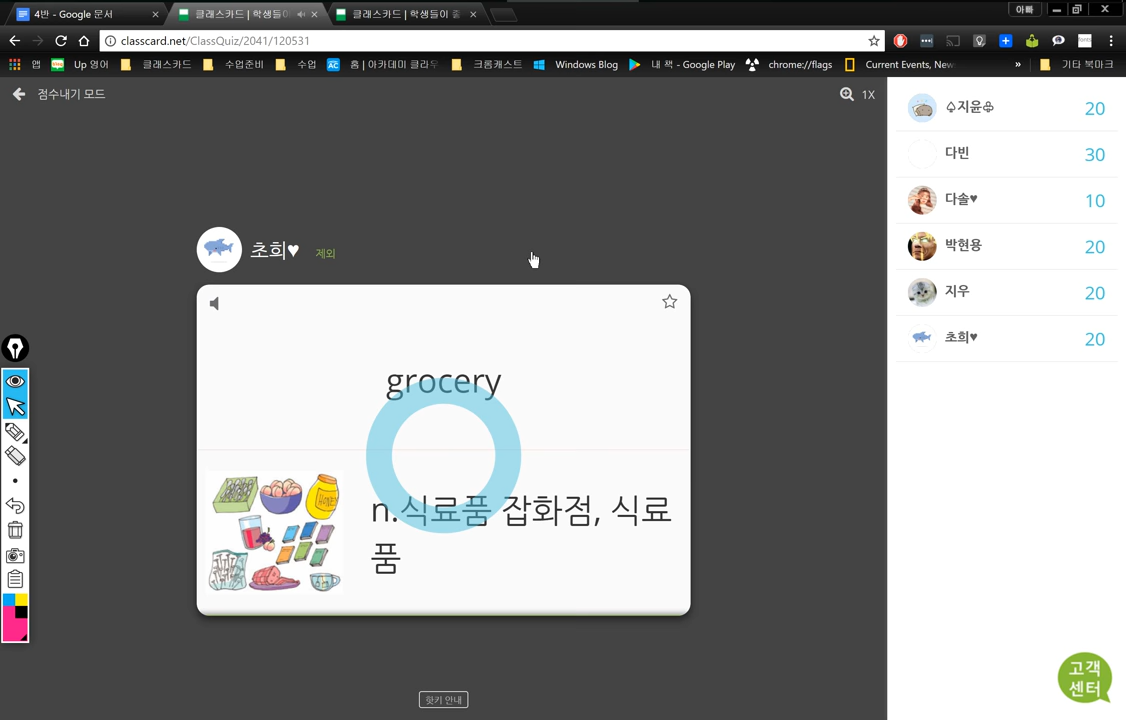 4반 - Google 문서
클래스카드 | 학생들이
클래스카드 | 학생들이 좋
아빠
classcard.net/ClassQuiz/2041/120531
앱
Up 영어
클래스카드
수업준비
수업
홈 | 아카데미 클라우
크롬캐스트
Windows Blog
내 책 - Google Play
chrome://flags
Current Events, New
»
기타 북마크
점수내기 모드
1X
♤지윤♧ 20
다빈 30
다솔♥ 10
박현용 20
지우 20
초희♥ 20
초희♥ 제외
grocery
HONEY
n.식료품 잡화점, 식료
품
핫키 안내
고객
센터